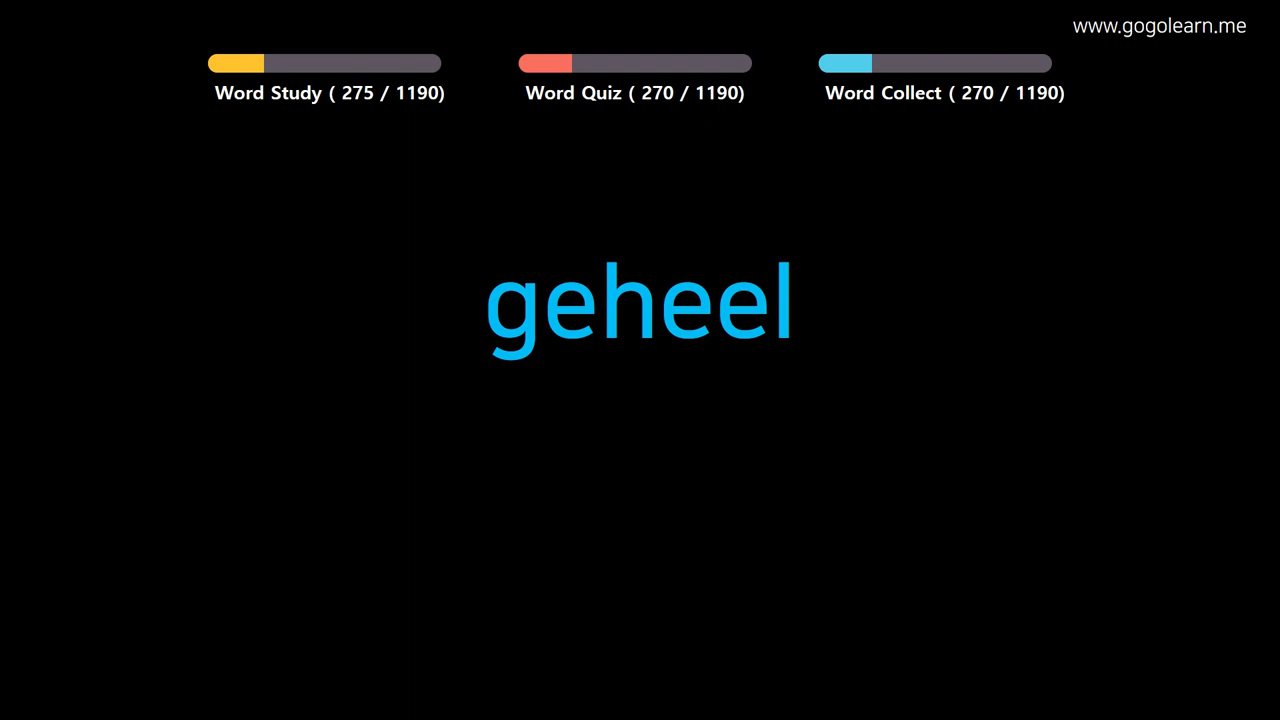 www.gogolearn.me
Word Study ( 275 / 1190)
Word Quiz ( 270 / 1190)
Word Collect ( 270 / 1190)
geheel